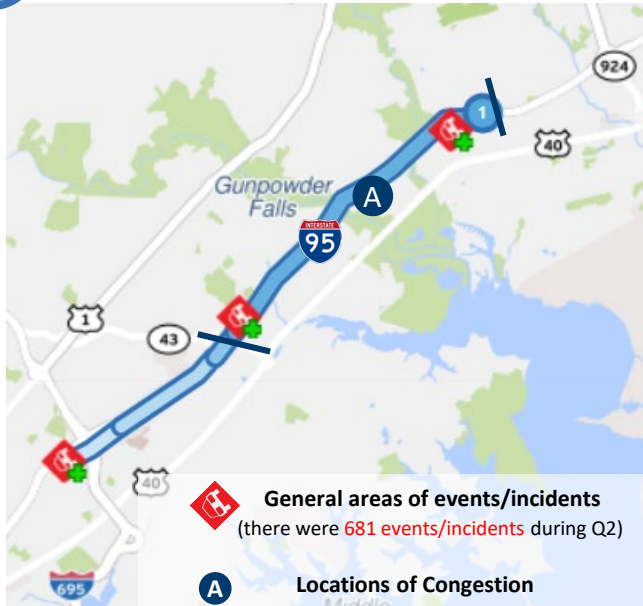 924
1
40
Gunpowder
Falls
A
INTERSTATE
95
1
43
40
General areas of events/incidents
(there were 681 events/incidents during Q2)
695
A
Locations of Congestion
Middle